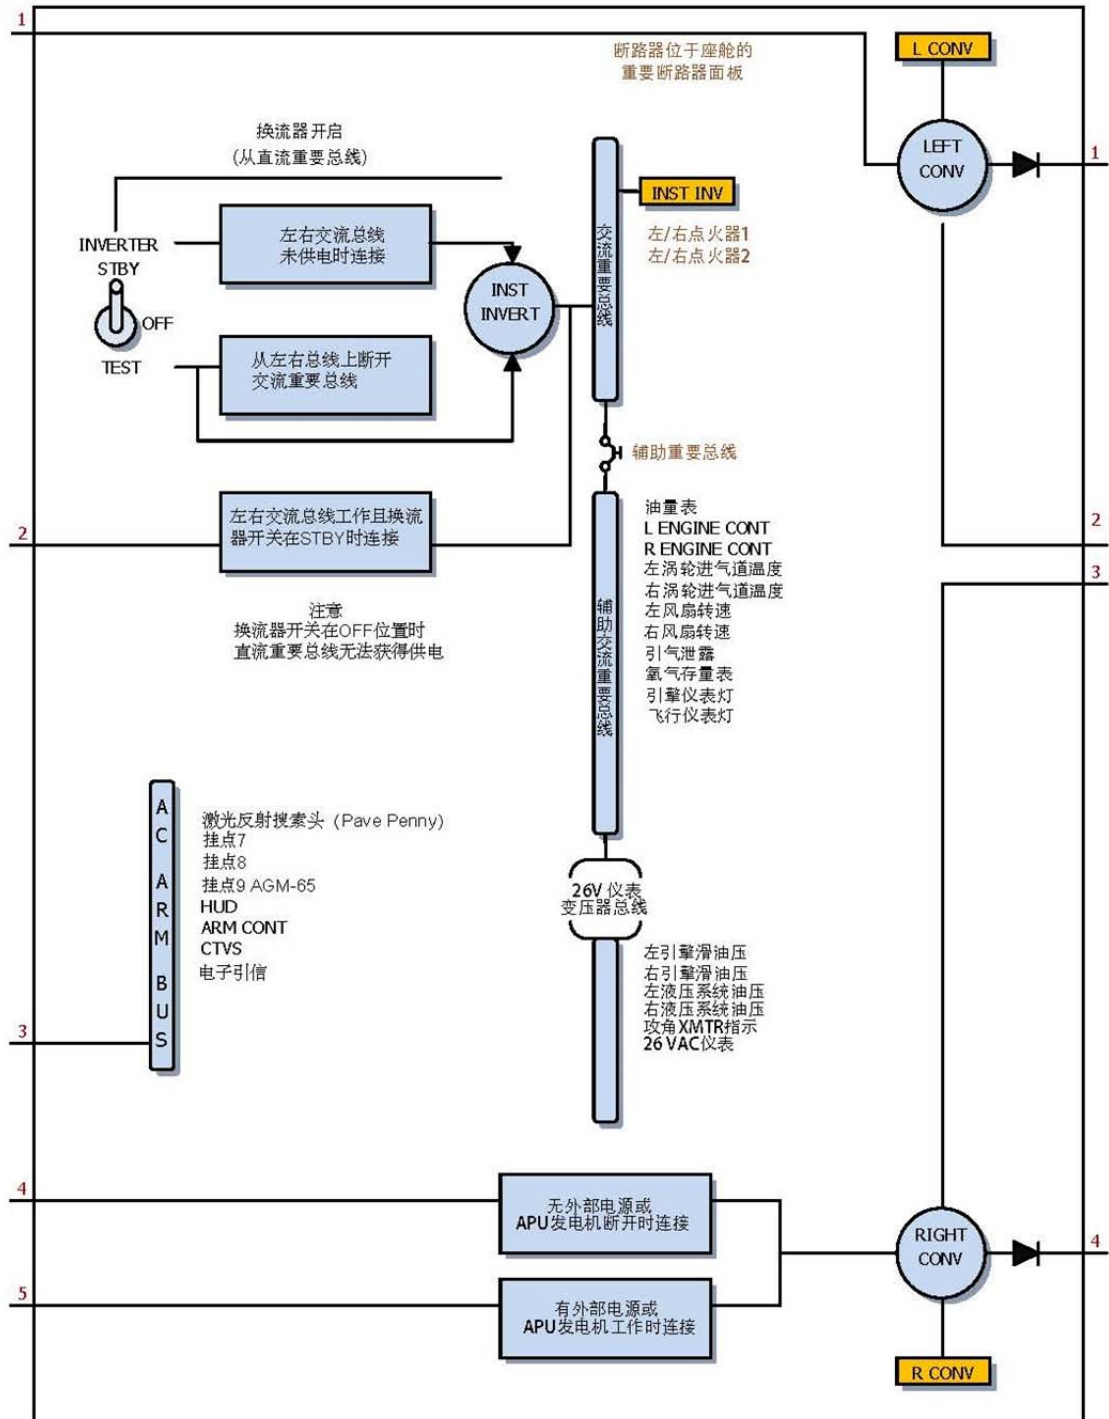 1
断路器位于座舱的
重要断路器面板
L CONV
换流器开启
(从直流重要总线)
LEFT
CONV
1
INST INV
左/右点火器1
左/右点火器2
交流重要总线
INVERTER
STBY
OFF
TEST
左右交流总线
未供电时连接
INST
INVERT
从左右总线上断开
交流重要总线
辅助重要总线
2
左右交流总线工作且换流
器开关在STBY时连接
2
3
注意
换流器开关在OFF位置时
直流重要总线无法获得供电
辅助交流重要总线
油量表
L ENGINE CONT
R ENGINE CONT
左涡轮进气道温度
右涡轮进气道温度
左风扇转速
右风扇转速
引气泄露
氧气存量表
引擎仪表灯
飞行仪表灯
AC ARM BUS
激光反射搜索头 (Pave Penny)
挂点7
挂点8
挂点9 AGM-65
HUD
ARM CONT
CTVS
电子引信
3
26V 仪表
变压器总线
左引擎滑油压
右引擎滑油压
左液压系统油压
右液压系统油压
攻角XMTR指示
26 VAC仪表
4
无外部电源或
APU发电机断开时连接
RIGHT
CONV
4
5
有外部电源或
APU发电机工作时连接
R CONV